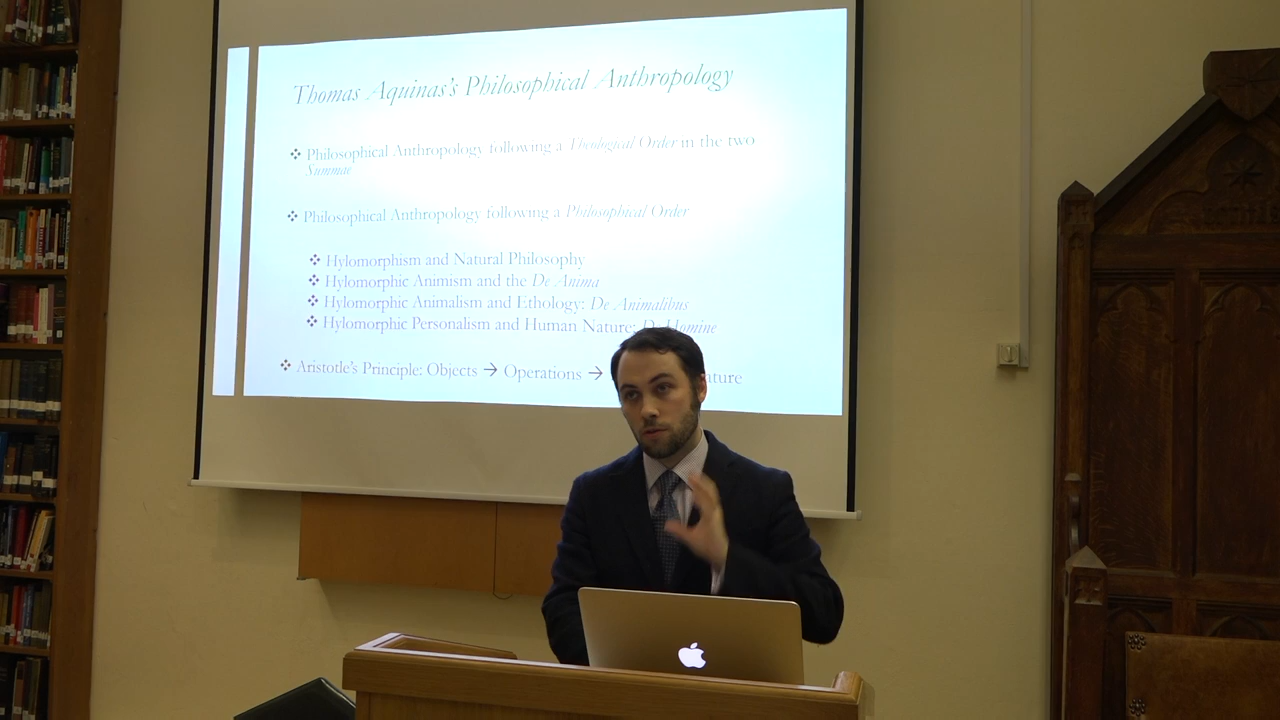 Thomas Aquinas's Philosophical Anthropology
❖ Philosophical Anthropology following a Theological Order in the two
Summae
❖ Philosophical Anthropology following a Philosophical Order
❖ Hylomorphism and Natural Philosophy
❖ Hylomorphic Animism and the De Anima
❖ Hylomorphic Animalism and Ethology: De Animalibus
❖ Hylomorphic Personalism and Human Nature: De Homine
❖ Aristotle's Principle: Objects → Operations → ature